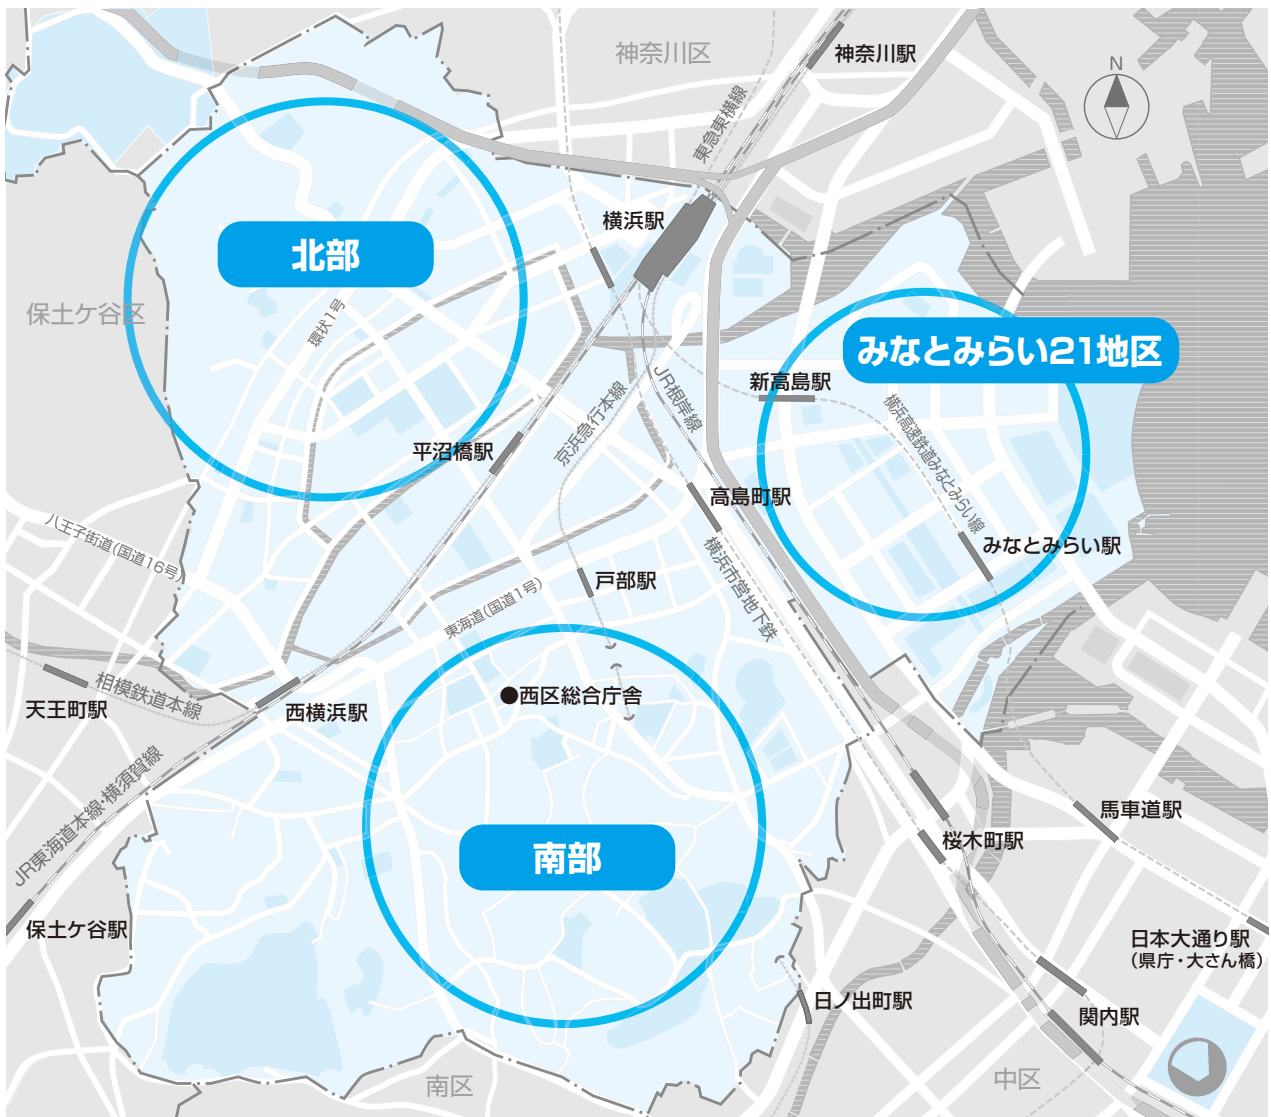 神奈川区
神奈川駅
N
東急東横線
横浜駅
北部
保土ケ谷区
環状1号
みなとみらい21地区
新高島駅
JR根岸線
京浜急行本線
横浜高速鉄道みなとみらい線
平沼橋駅
高島町駅
みなとみらい駅
八王子街道(国道16号)
横浜市営地下鉄
戸部駅
東海道(国道1号)
相模鉄道本線
天王町駅
西横浜駅
●西区総合庁舎
JR東海道本線・横須賀線
馬車道駅
桜木町駅
南部
保土ケ谷駅
日本大通り駅
(県庁・大さん橋)
日ノ出町駅
関内駅
南区
中区